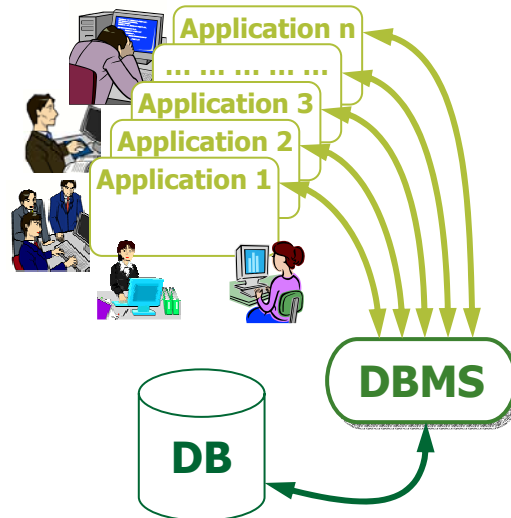 Application n
... ... ... ... ...
Application 3
Application 2
Application 1
DBMS
DB